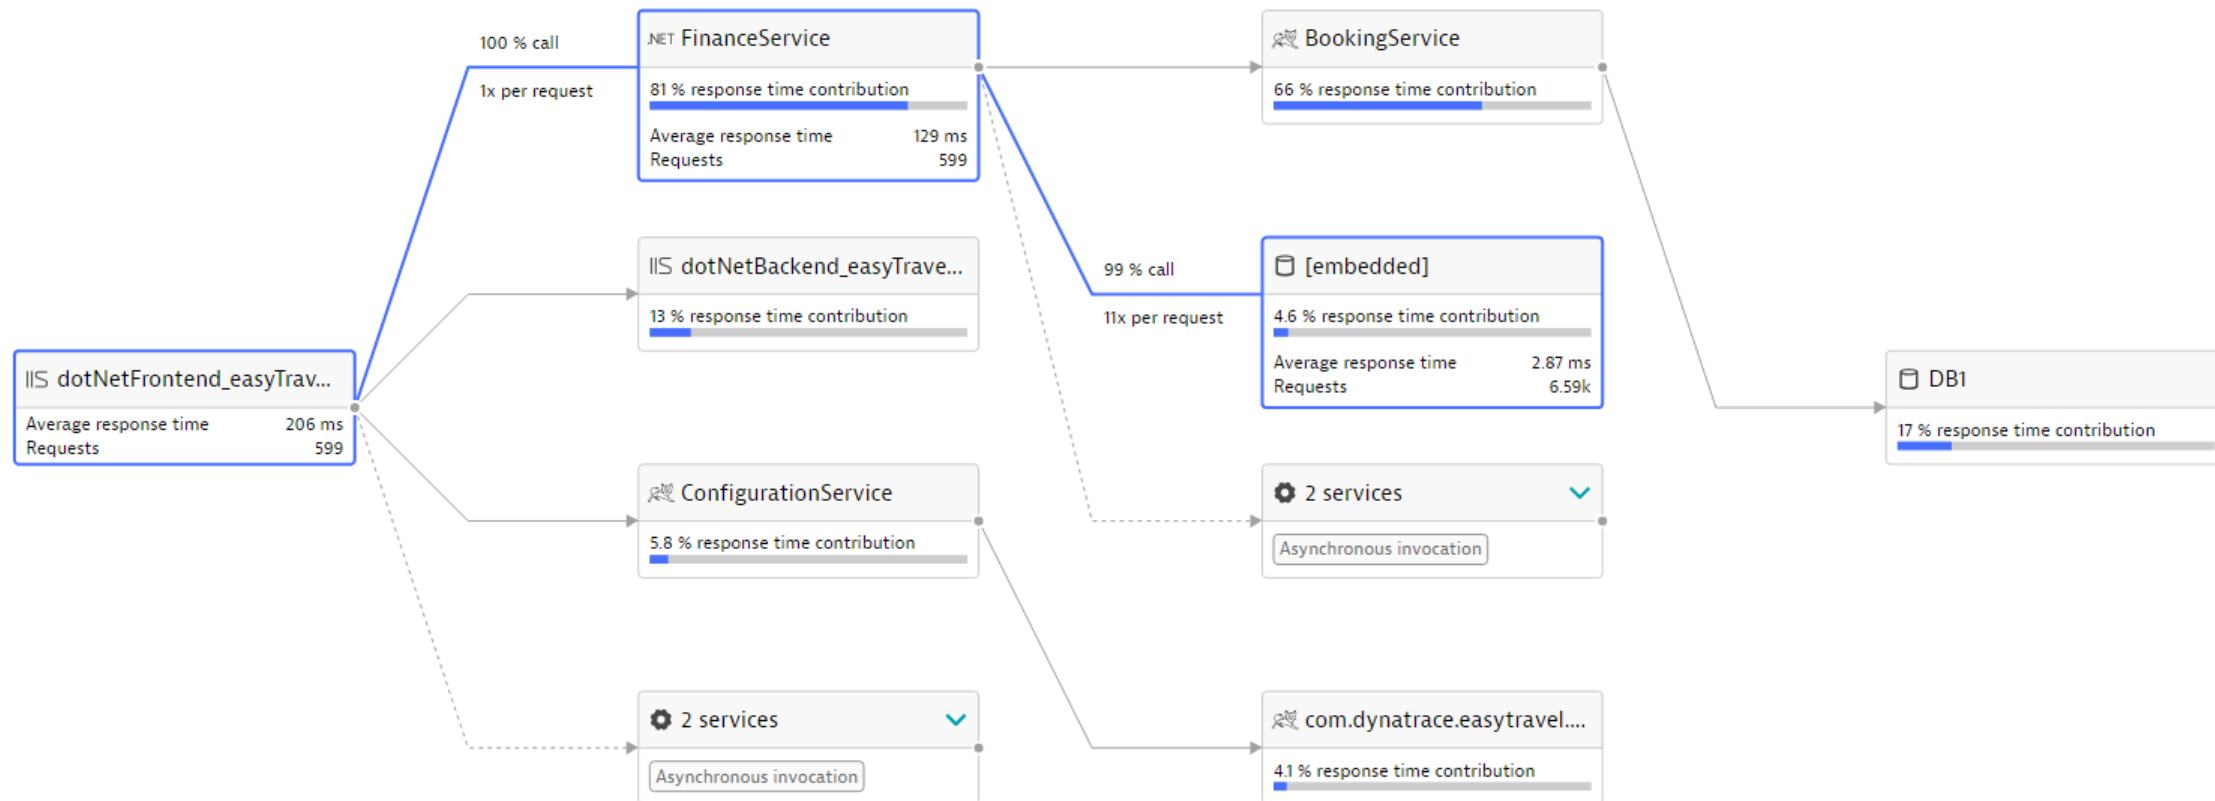 100 % call
1x per request
.NET FinanceService
81 % response time contribution
Average response time 129 ms
Requests 599
BookingService
66 % response time contribution
IIS dotNetBackend_easyTrave...
13 % response time contribution
99 % call
11x per request
[embedded]
4.6 % response time contribution
Average response time 2.87 ms
Requests 6.59k
IIS dotNetFrontend_easyTrav...
Average response time 206 ms
Requests 599
DB1
17 % response time contribution
ConfigurationService
5.8 % response time contribution
2 services
Asynchronous invocation
2 services
Asynchronous invocation
com.dynatrace.easytravel....
4.1 % response time contribution